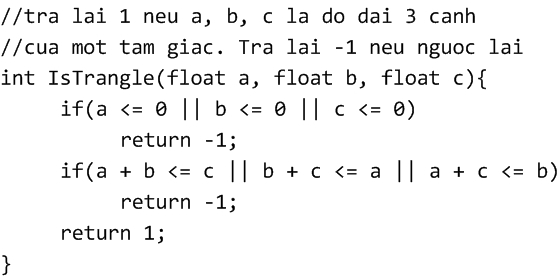 //tra lai 1 neu a, b, c la do dai 3 canh
//cua mot tam giac. Tra lai -1 neu nguoc lai
int IsTrangle(float a, float b, float c){
     if(a <= 0 || b <= 0 || c <= 0)
          return -1;
     if(a + b <= c || b + c <= a || a + c <= b)
          return -1;
     return 1;
}